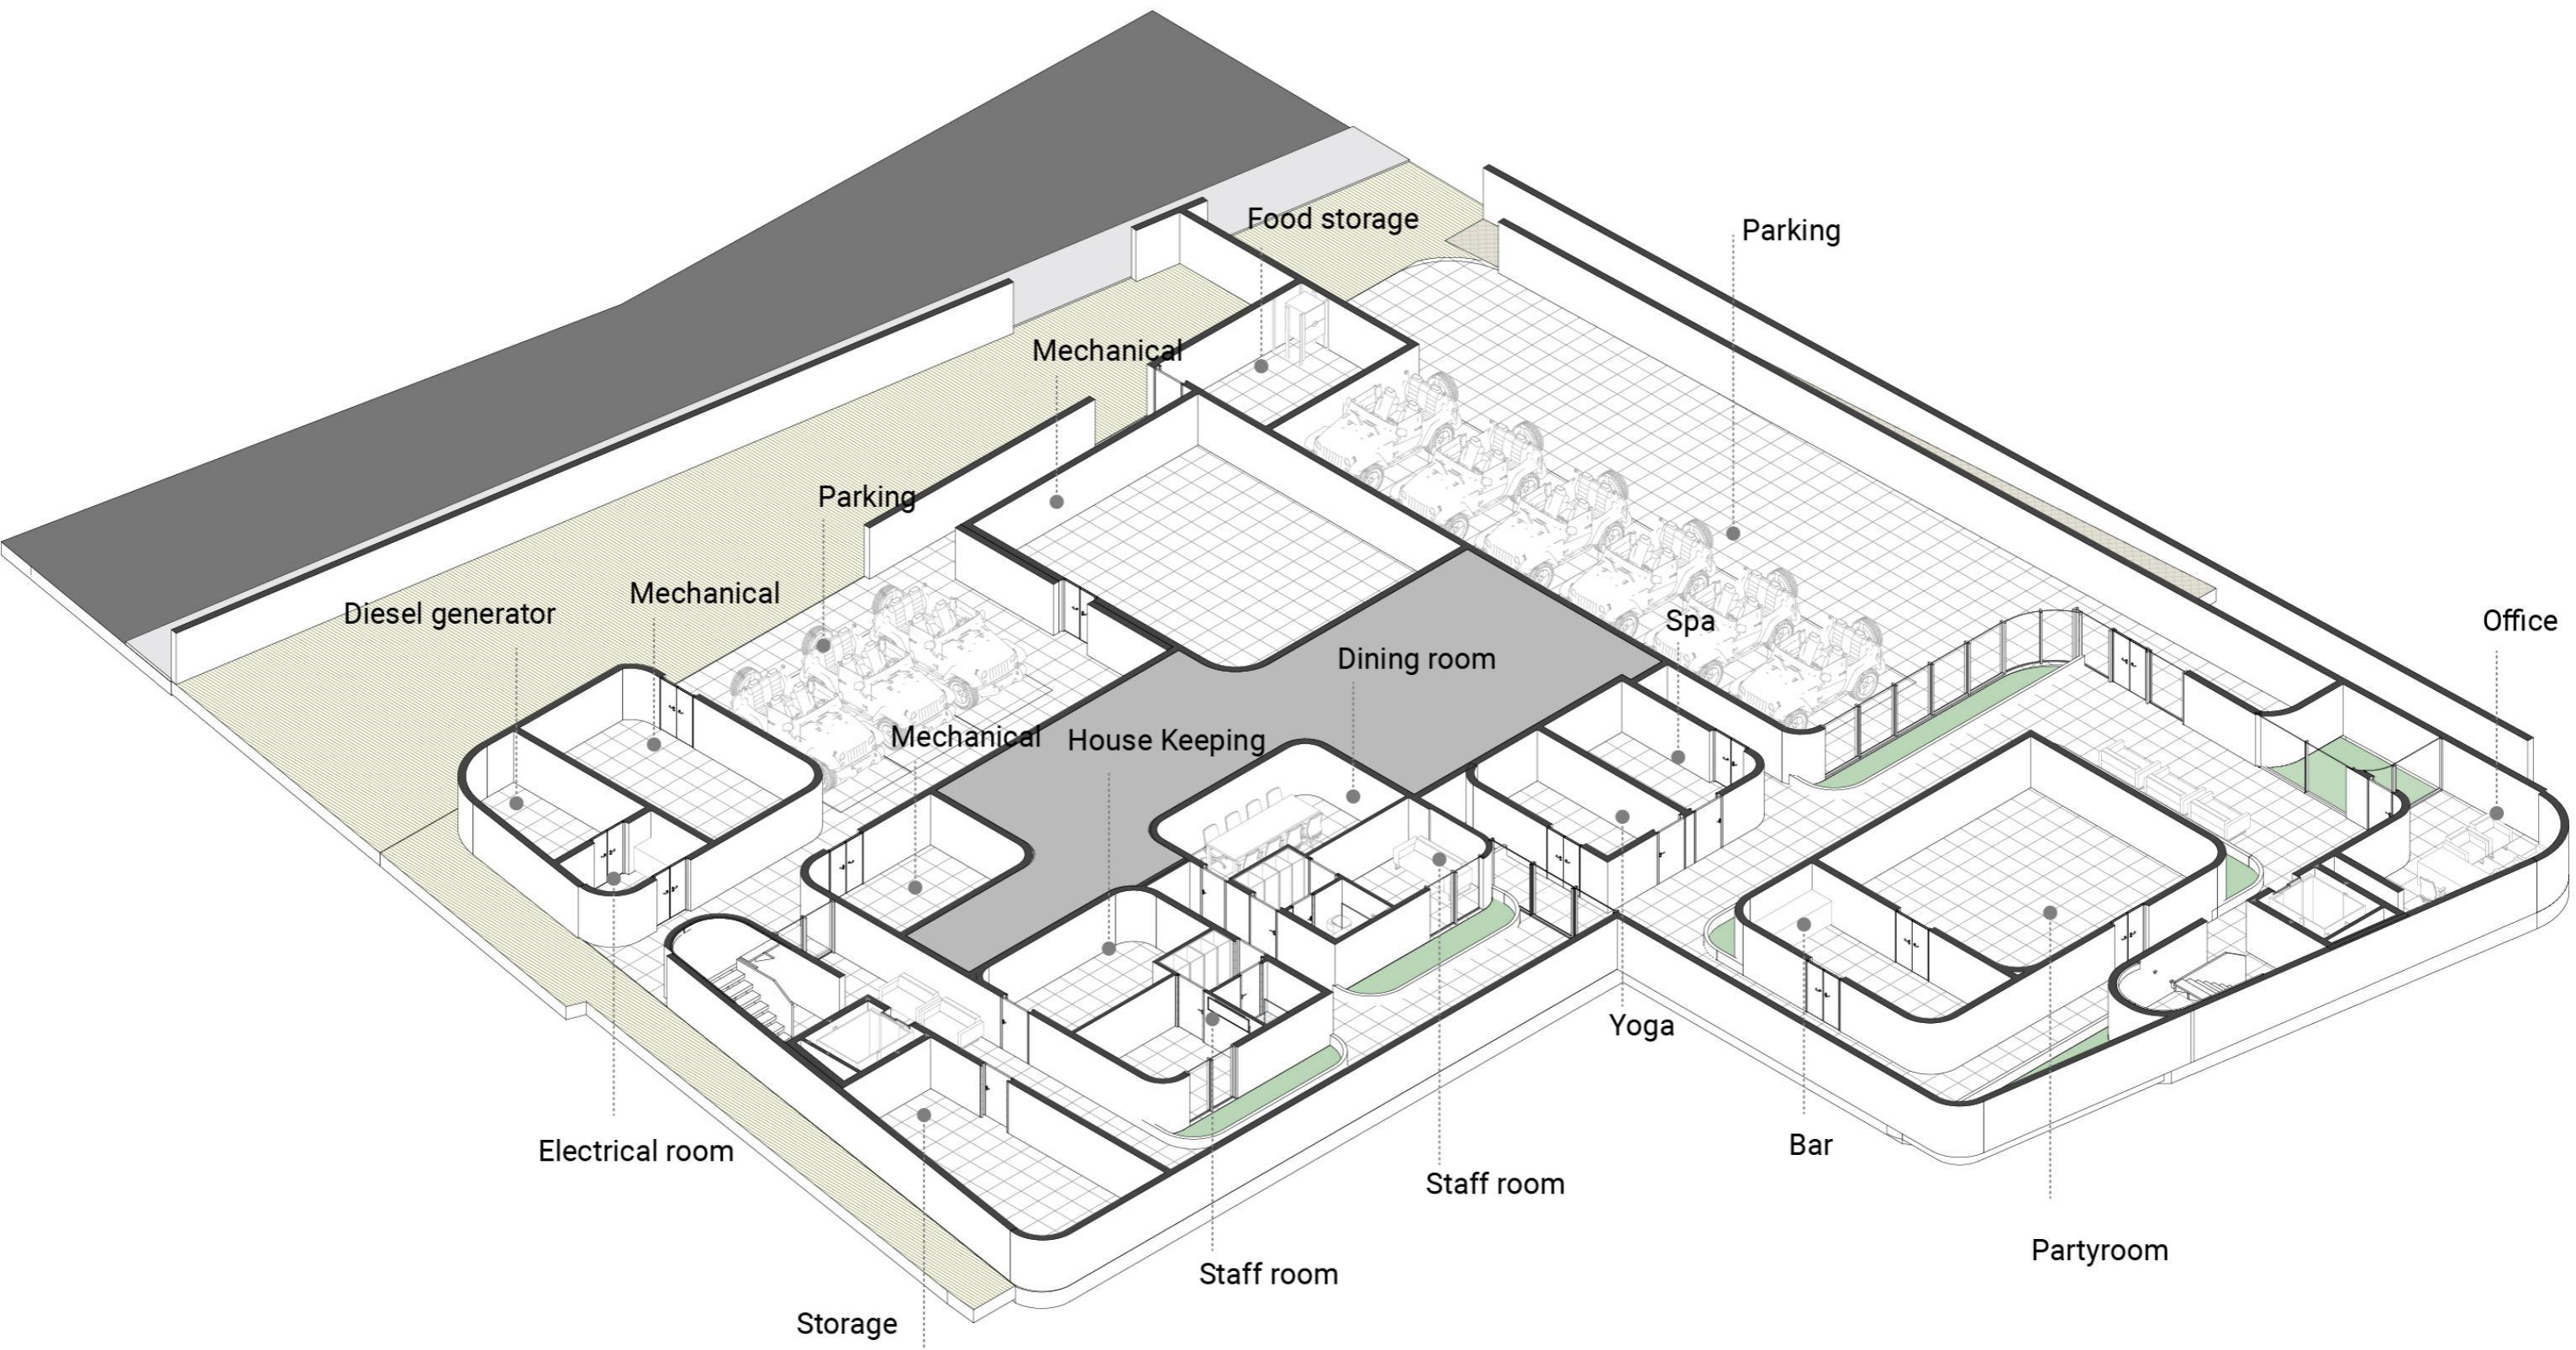 Food storage
Parking
Mechanical
Parking
Mechanical
Diesel generator
Spa
Office
Dining room
Mechanical
House Keeping
Yoga
Bar
Electrical room
Staff room
Partyroom
Staff room
Storage